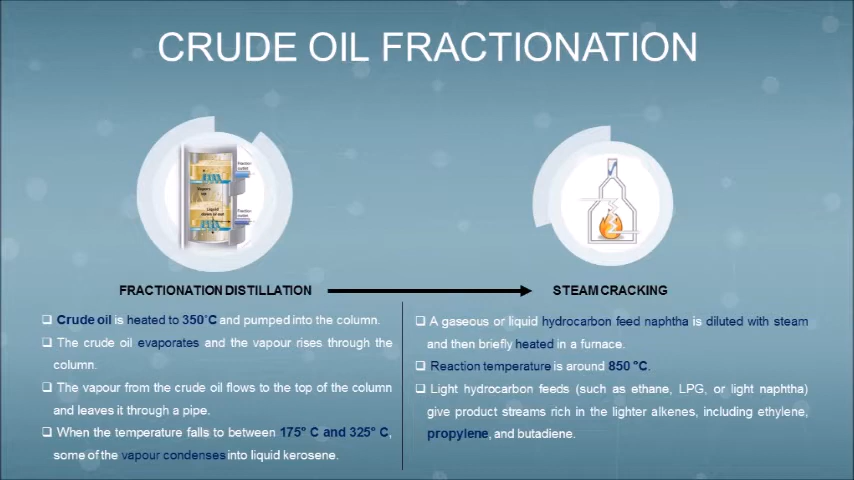 CRUDE OIL FRACTIONATION
Fraction
outlet
Liquid
Fraction
outlet
FRACTIONATION DISTILLATION
STEAM CRACKING
❑ Crude oil is heated to 350°C and pumped into the column.
❑ The crude oil evaporates and the vapour rises through the
column.
❑ The vapour from the crude oil flows to the top of the column
and leaves it through a pipe.
❑ When the temperature falls to between 175° C and 325° C,
some of the vapour condenses into liquid kerosene.
❑ A gaseous or liquid hydrocarbon feed naphtha is diluted with steam
and then briefly heated in a furnace.
❑ Reaction temperature is around 850 °C.
❑ Light hydrocarbon feeds (such as ethane, LPG, or light naphtha)
give product streams rich in the lighter alkenes, including ethylene,
propylene, and butadiene.